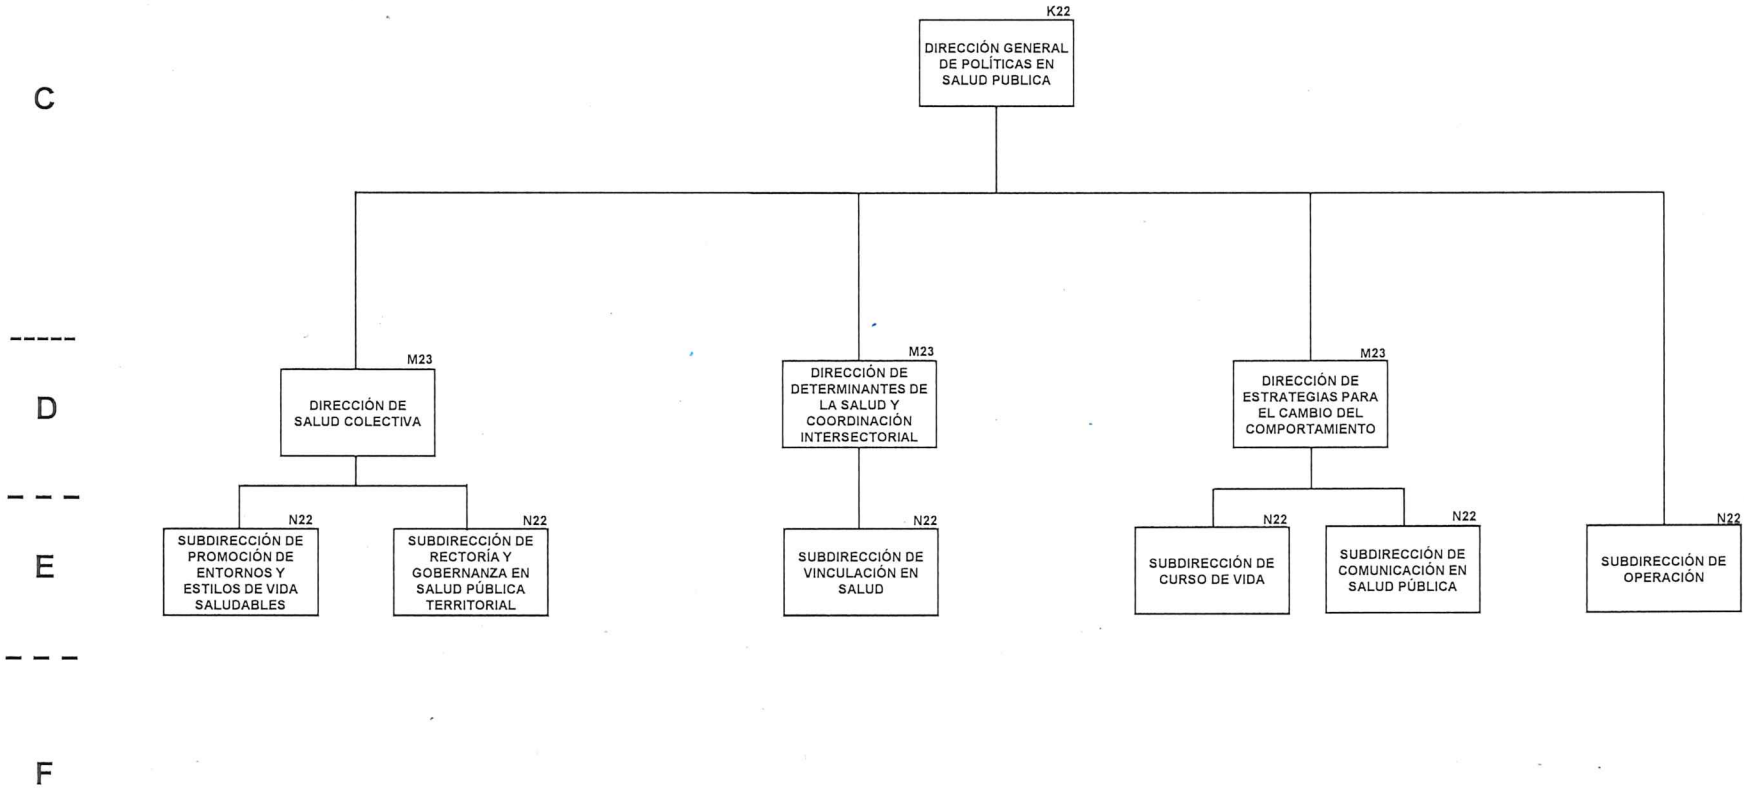 K22
DIRECCIÓN GENERAL
DE POLÍTICAS EN
SALUD PUBLICA
C
M23
DIRECCIÓN DE
SALUD COLECTIVA
M23
DIRECCIÓN DE
DETERMINANTES DE
LA SALUD Y
COORDINACIÓN
INTERSECTORIAL
M23
DIRECCIÓN DE
ESTRATEGIAS PARA
EL CAMBIO DEL
COMPORTAMIENTO
D
N22
SUBDIRECCIÓN DE
PROMOCIÓN DE
ENTORNOS Y
ESTILOS DE VIDA
SALUDABLES
N22
SUBDIRECCIÓN DE
RECTORÍA Y
GOBERNANZA EN
SALUD PÚBLICA
TERRITORIAL
N22
SUBDIRECCIÓN DE
VINCULACIÓN EN
SALUD
N22
SUBDIRECCIÓN DE
CURSO DE VIDA
N22
SUBDIRECCIÓN DE
COMUNICACIÓN EN
SALUD PÚBLICA
N22
SUBDIRECCIÓN DE
OPERACIÓN
E
F